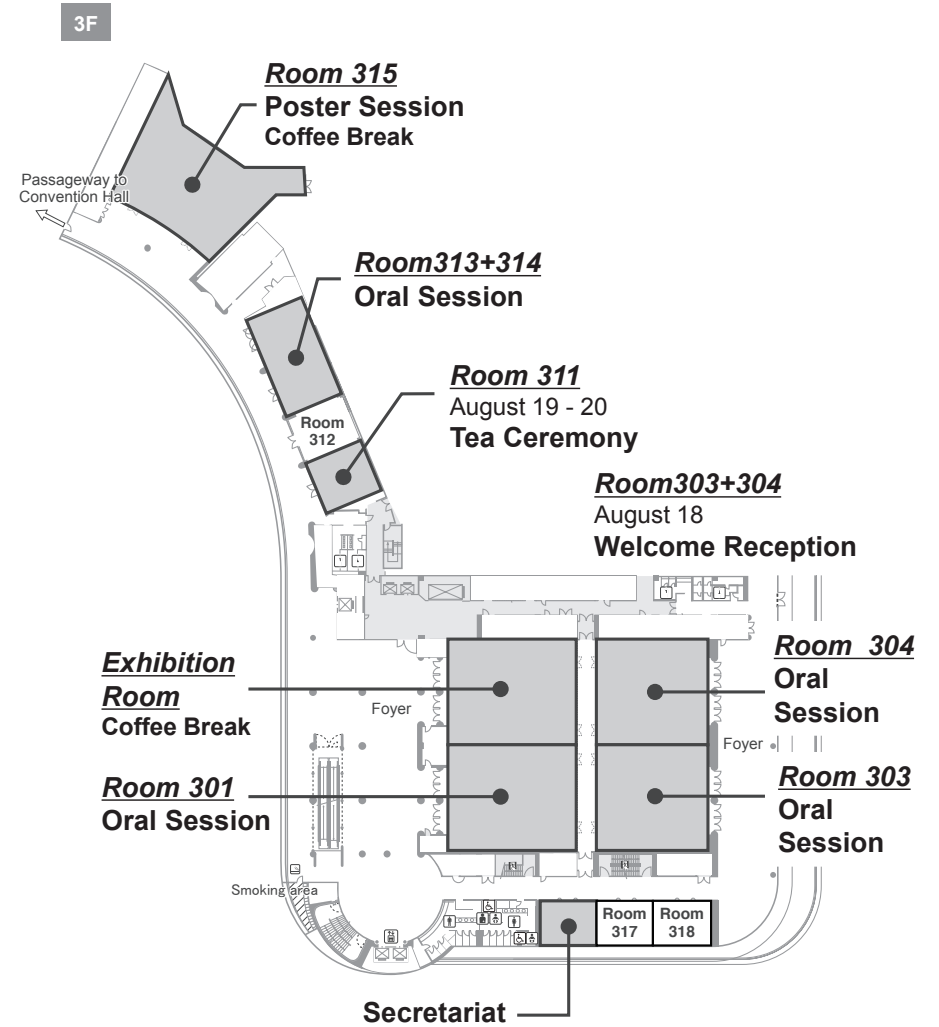 3F
Room 315
Poster Session
Coffee Break
Passageway to
Convention Hall
Room313+314
Oral Session
Room 311
August 19 - 20
Tea Ceremony
Room
312
Room303+304
August 18
Welcome Reception
Exhibition
Room
Coffee Break
Foyer
Room 304
Oral
Session
Foyer
Room 301
Oral Session
Room 303
Oral
Session
Smoking area
Room
317
Room
318
Secretariat